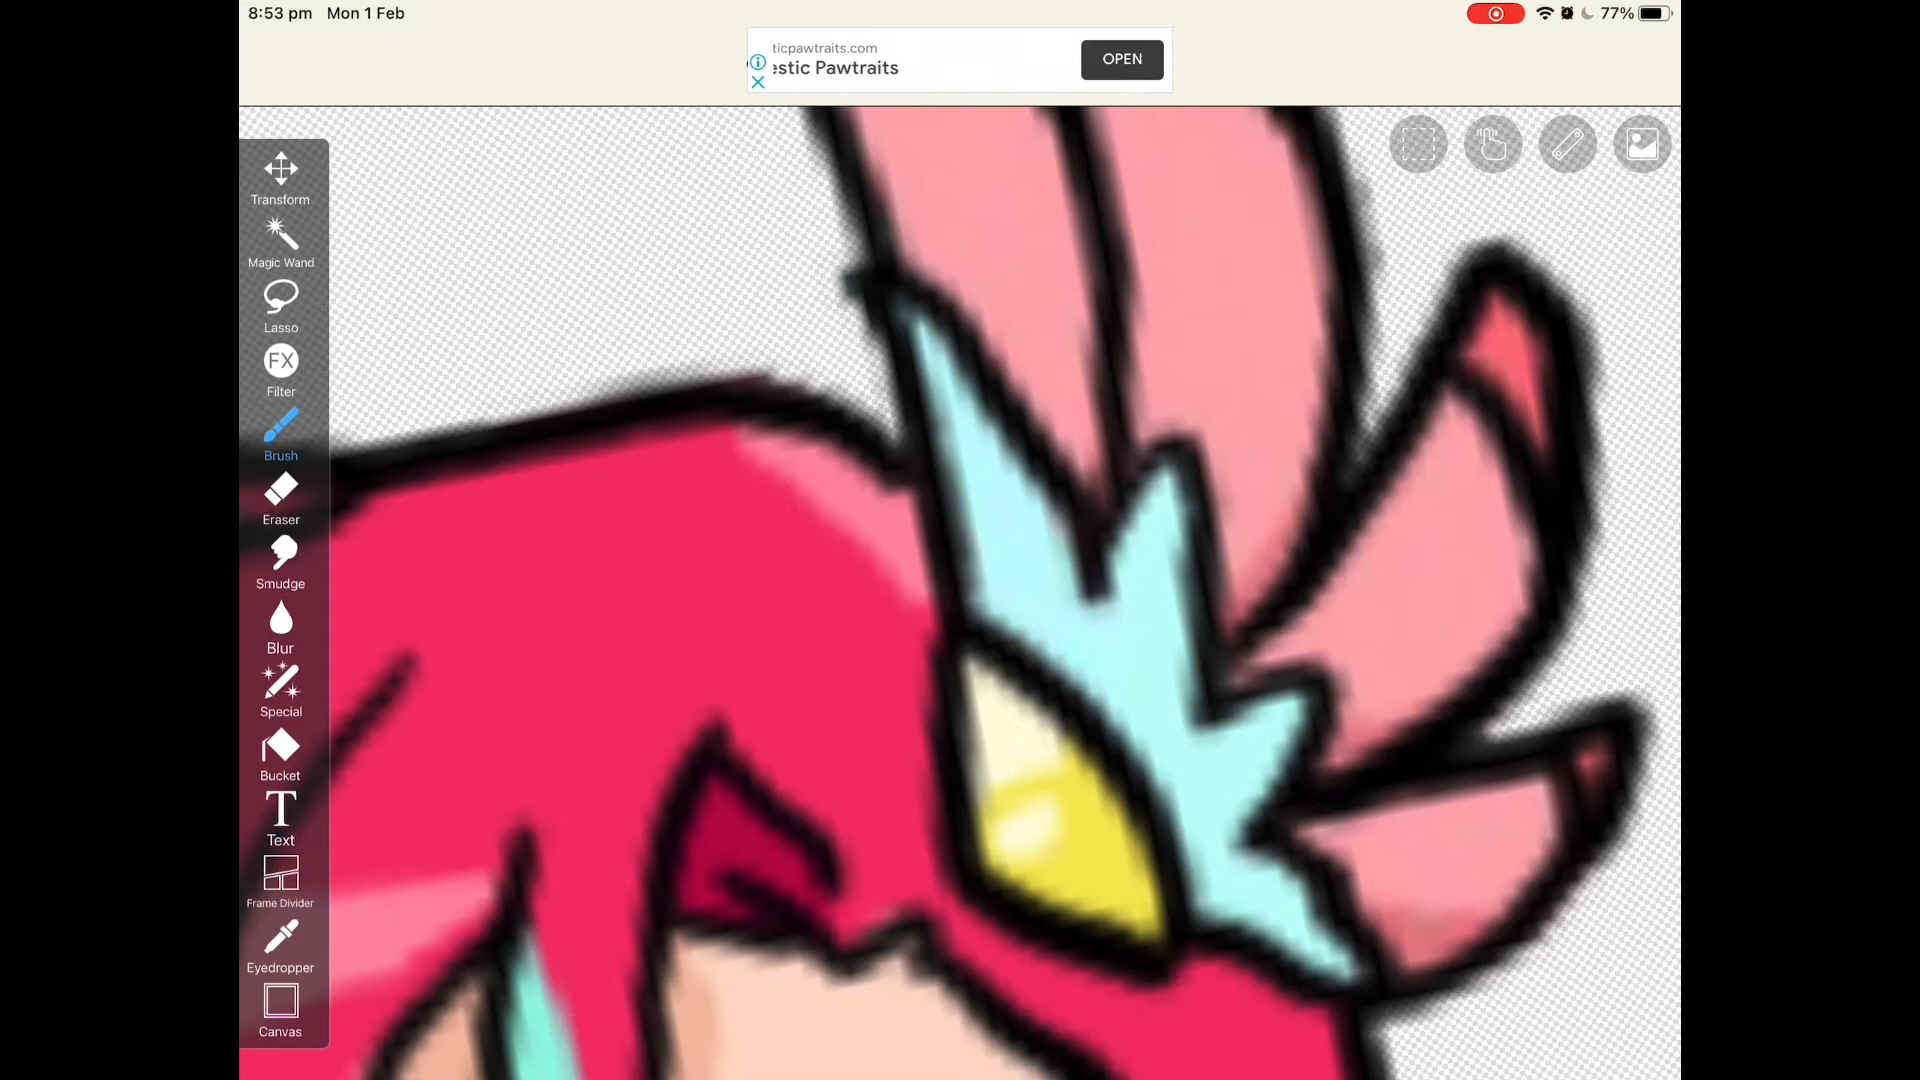 8:53 pm Mon 1 Feb
77%
ticpawtraits.com
estic Pawtraits
OPEN
Transform
Magic Wand
Lasso
FX
Filter
Brush
Eraser
Smudge
Blur
Special
Bucket
T
Text
Frame Divider
Eyedropper
Canvas